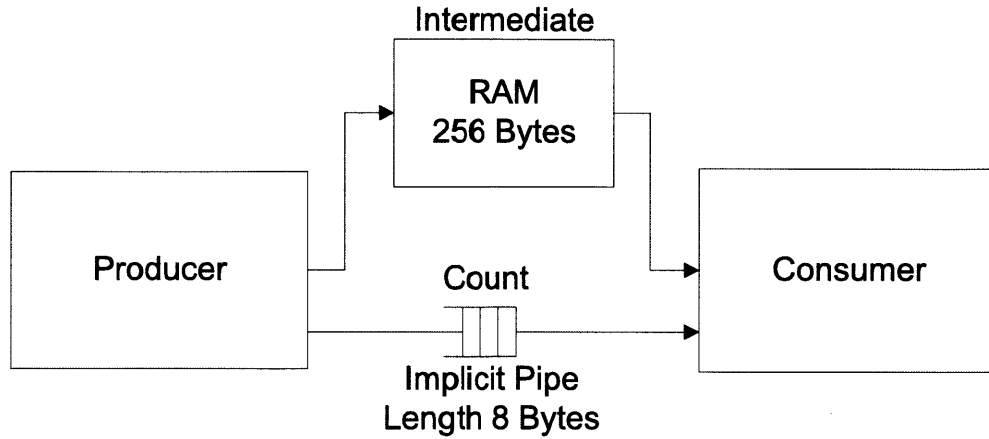 Intermediate
RAM
256 Bytes
Producer
Consumer
Count
Implicit Pipe
Length 8 Bytes